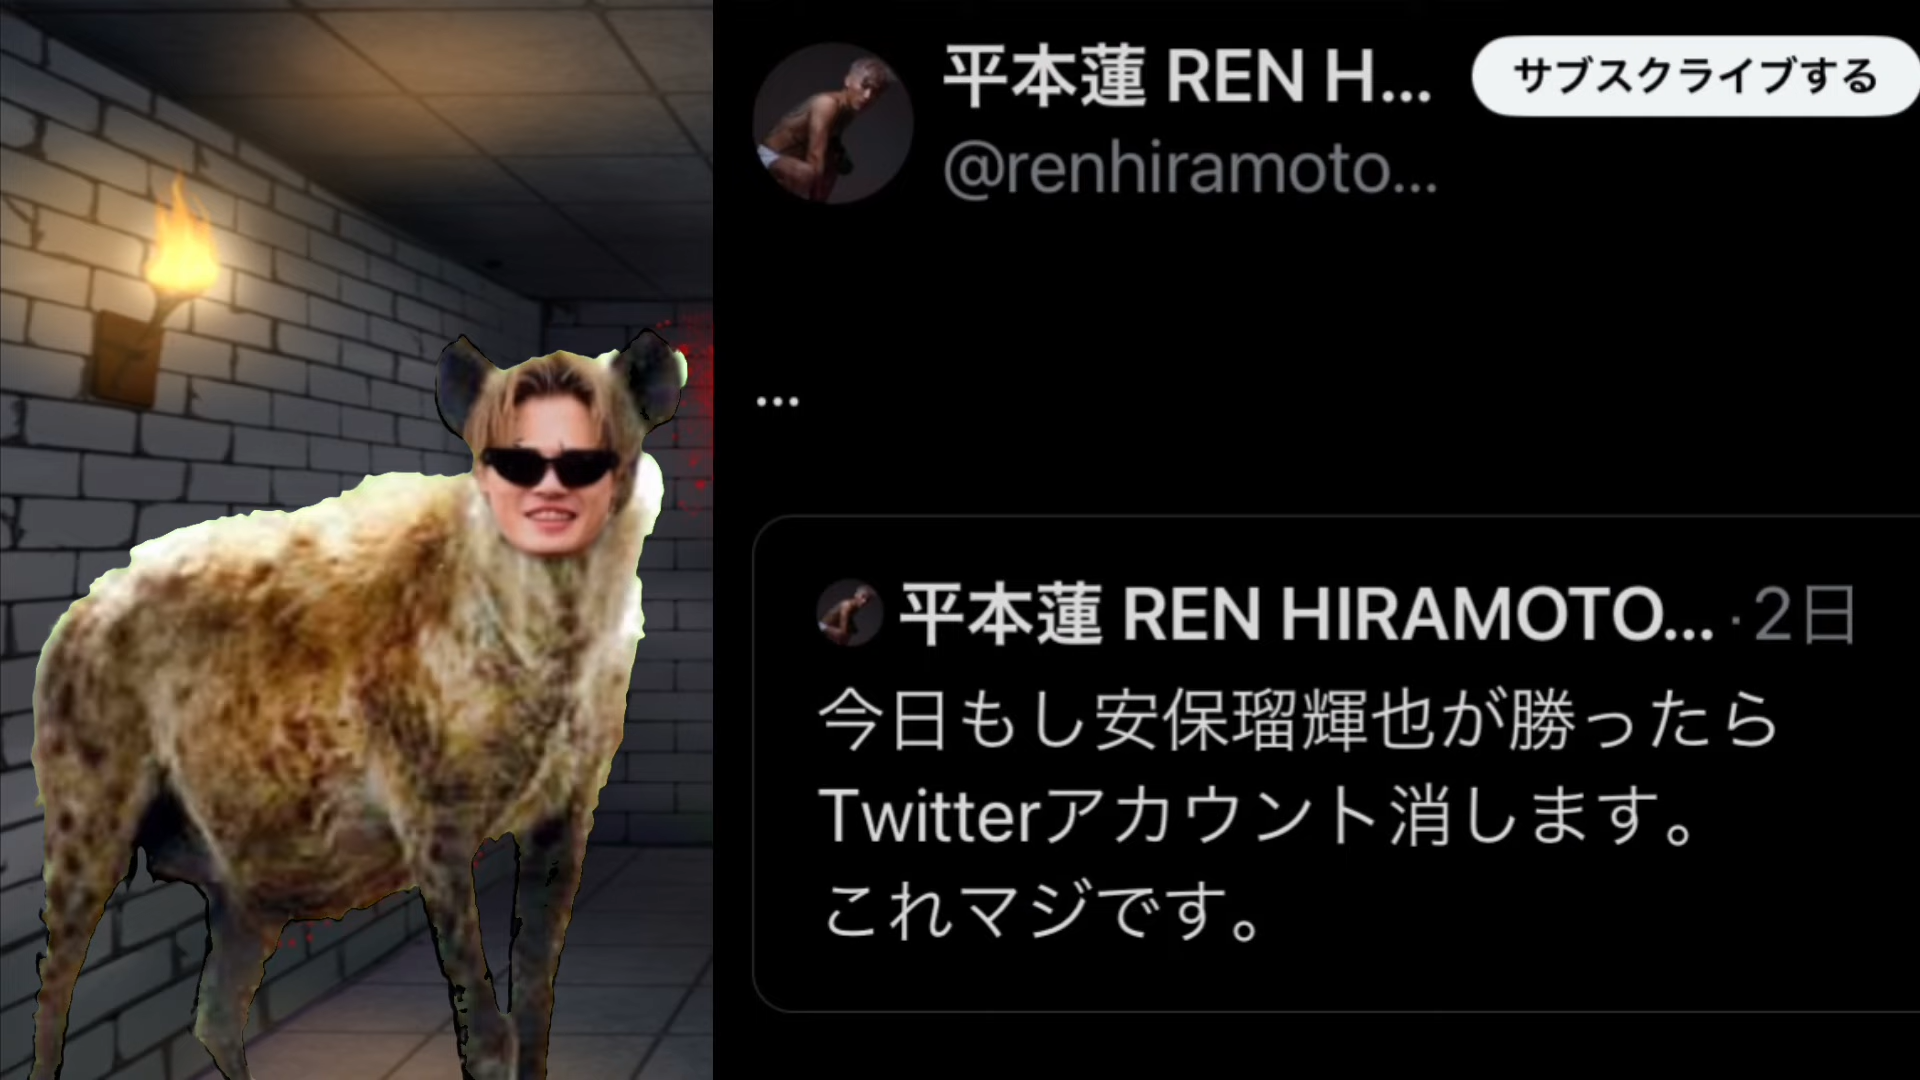 平本蓮 REN H...
サブスクライブする
@renhiramoto...
...
平本蓮 REN HIRAMOTO... · 2日
今日もし安保瑠輝也が勝ったら
Twitterアカウント消します。
これマジです。